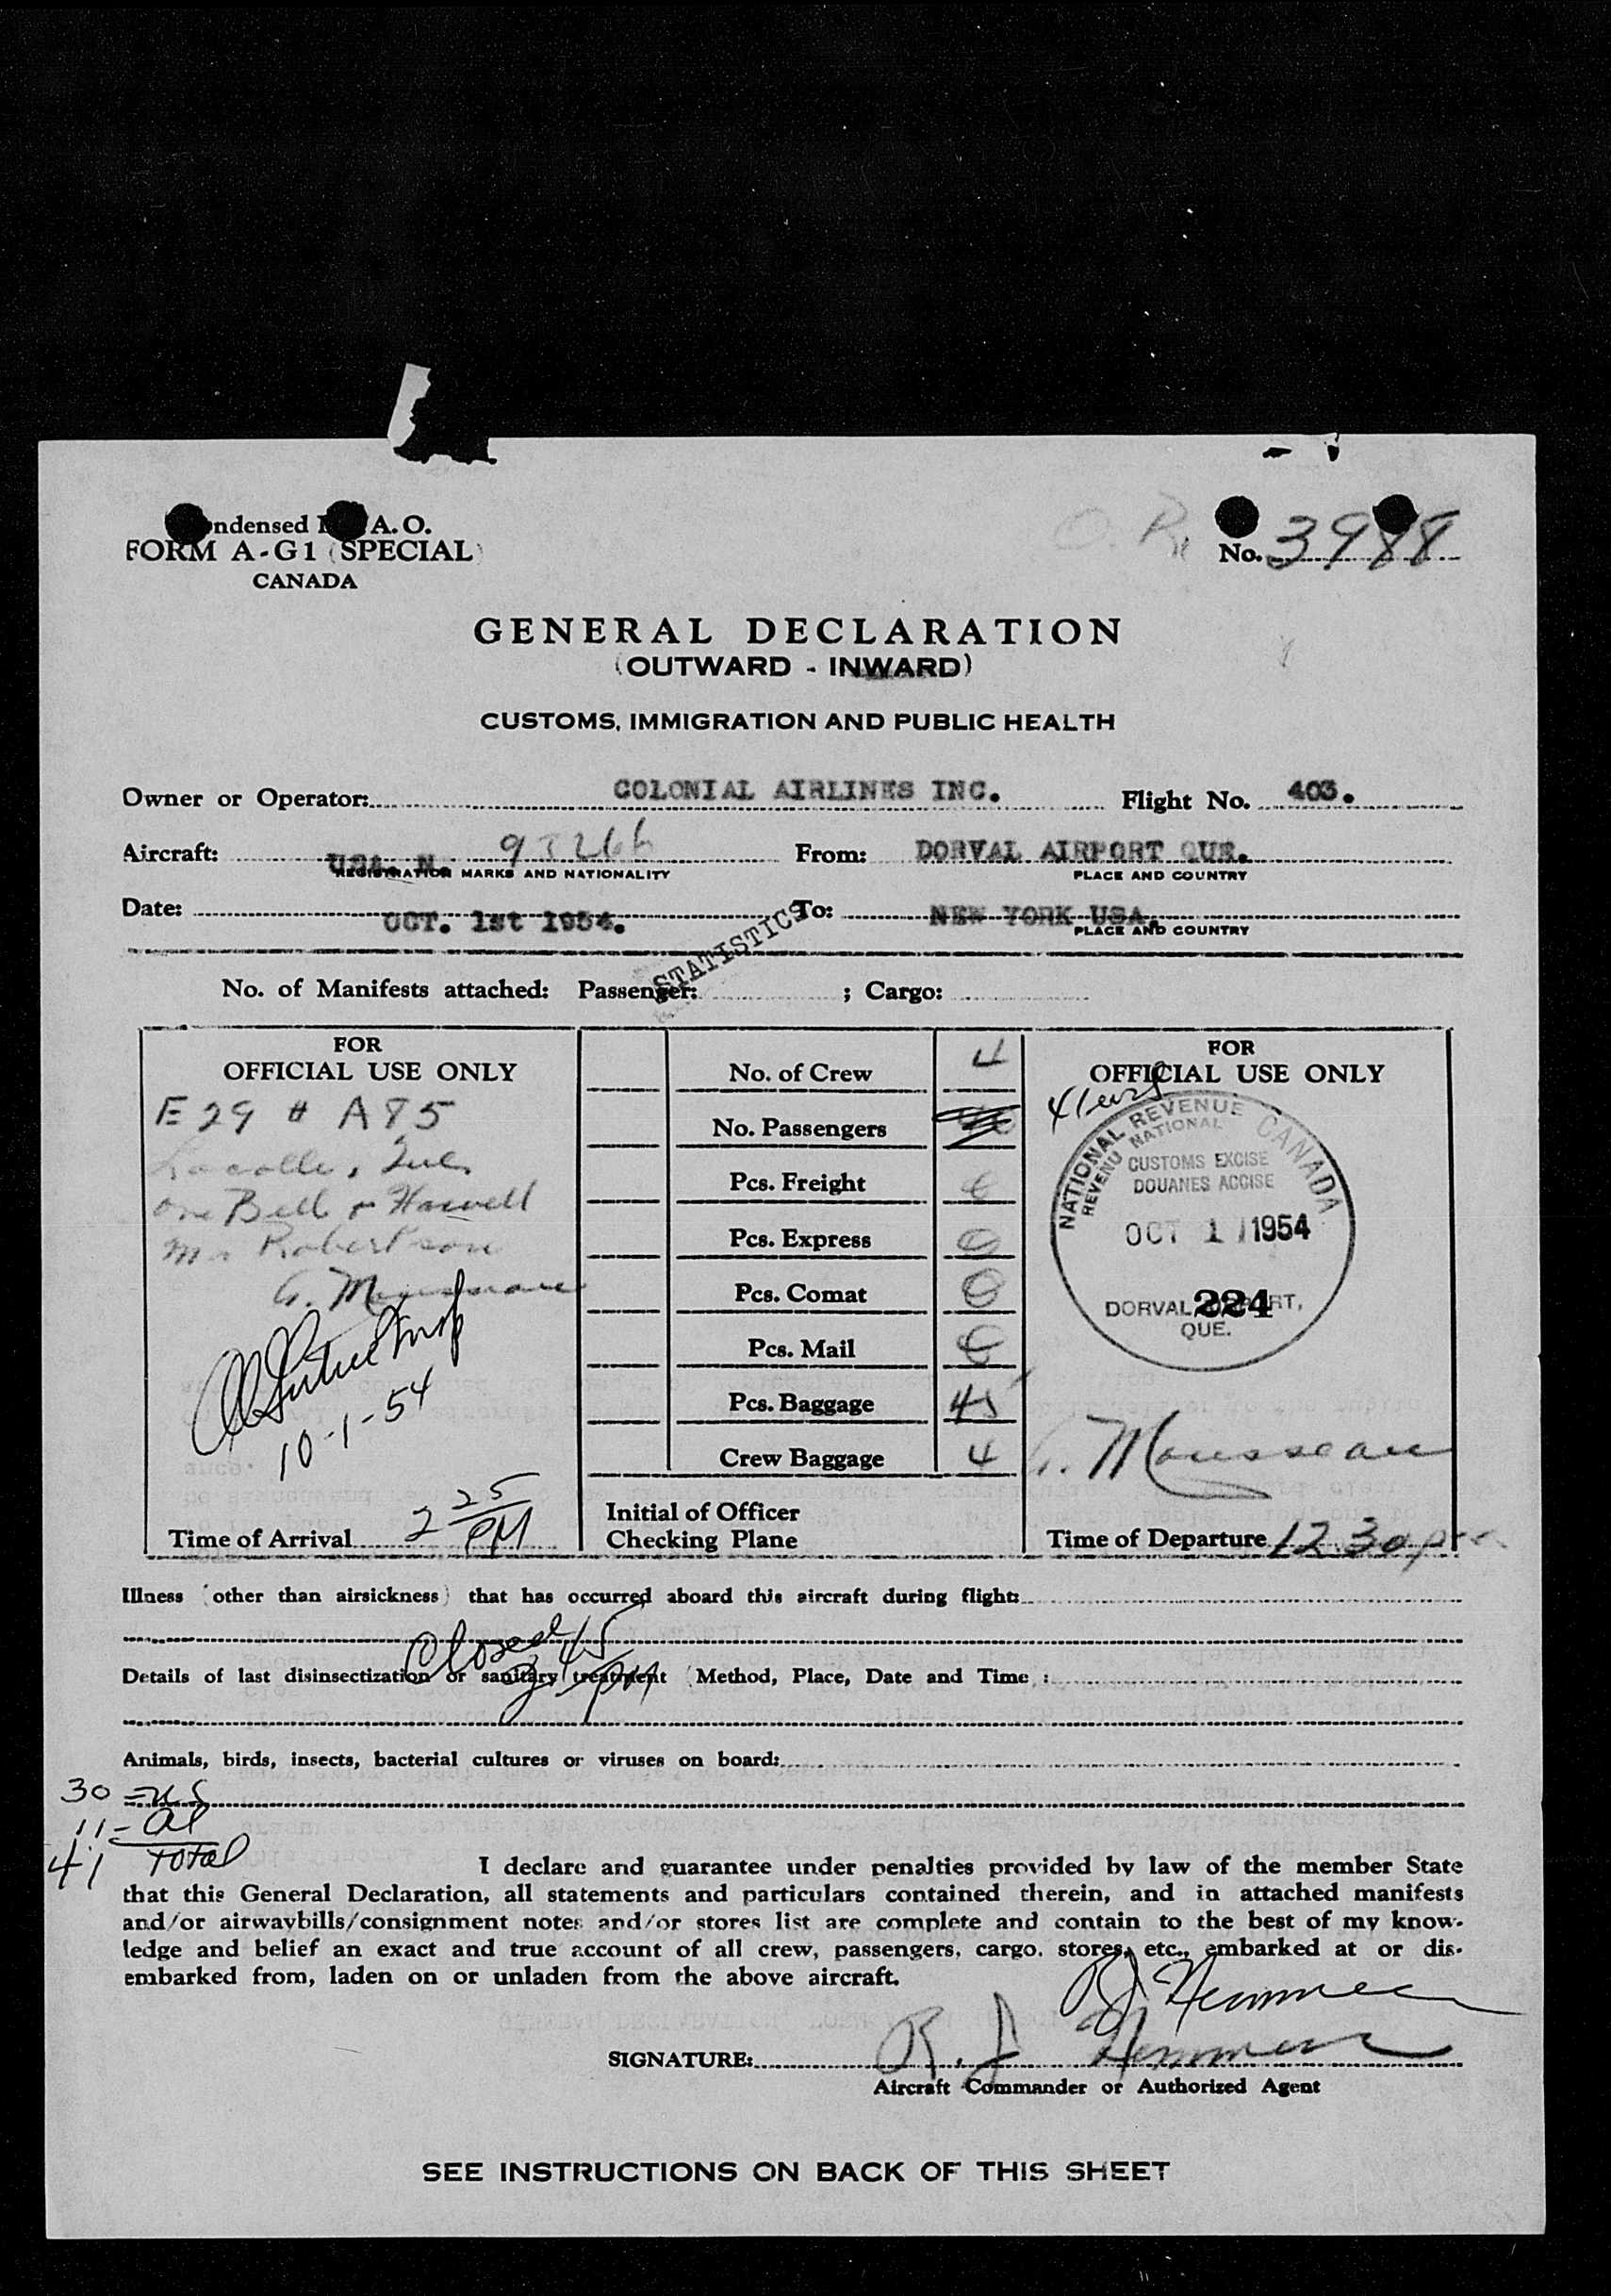 ndensed I A. O.
FORM A-G1 (SPECIAL)
CANADA
O. R.
No. 3988
GENERAL DECLARATION
(OUTWARD - INWARD)
CUSTOMS, IMMIGRATION AND PUBLIC HEALTH
Owner or Operator: COLONIAL AIRLINES INC. Flight No. 403.
Aircraft: USA. N. From: DORVAL AIRPORT QUE.
REGISTRATION MARKS AND NATIONALITY PLACE AND COUNTRY
Date: OCT. 1st 1954. To: NEW YORK USA.
PLACE AND COUNTRY
STATISTICS
No. of Manifests attached: Passenger: ; Cargo:
FOR
OFFICIAL USE ONLY
E 29 # A 85
Lacolle, Que.
One Bell & Howell
Mr Robertson
G. Mousseau
10-1-54
Time of Arrival 2 25 PM
No. of Crew 4
No. Passengers
Pcs. Freight
Pcs. Express
Pcs. Comat
Pcs. Mail
Pcs. Baggage 45
Crew Baggage 4
Initial of Officer
Checking Plane
FOR
OFFICIAL USE ONLY
NATIONAL REVENUE CANADA
REVENU NATIONAL
CUSTOMS EXCISE
DOUANES ACCISE
OCT 1 1954
224
DORVAL AIRPORT,
QUE.
G. Mousseau
Time of Departure 12.30 pm
Illness (other than airsickness) that has occurred aboard this aircraft during flight:
Closed
2 45 PM
Details of last disinsectization or sanitary treatment (Method, Place, Date and Time):
Animals, birds, insects, bacterial cultures or viruses on board:
30 = US
11 - Al
41 Total
I declare and guarantee under penalties provided by law of the member State
that this General Declaration, all statements and particulars contained therein, and in attached manifests
and/or airwaybills/consignment notes and/or stores list are complete and contain to the best of my know-
ledge and belief an exact and true account of all crew, passengers, cargo, stores, etc., embarked at or dis-
embarked from, laden on or unladen from the above aircraft.
SIGNATURE: R. J.
Aircraft Commander or Authorized Agent
SEE INSTRUCTIONS ON BACK OF THIS SHEET